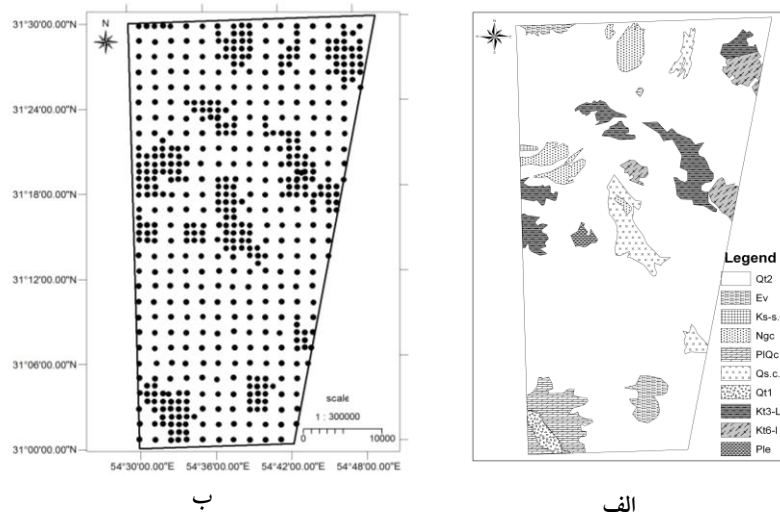 N
31°30'00.00"N
31°24'00.00"N
31°18'00.00"N
31°12'00.00"N
31°06'00.00"N
31°00'00.00"N
scale
1 : 300000
0 10000
54°30'00.00"E 54°36'00.00"E 54°42'00.00"E 54°48'00.00"E
ب
Legend
Qt2
Ev
Ks-s.
Ngc
PlQc
Qs.c.
Qt1
Kt3-L
Kt6-l
Ple
الف